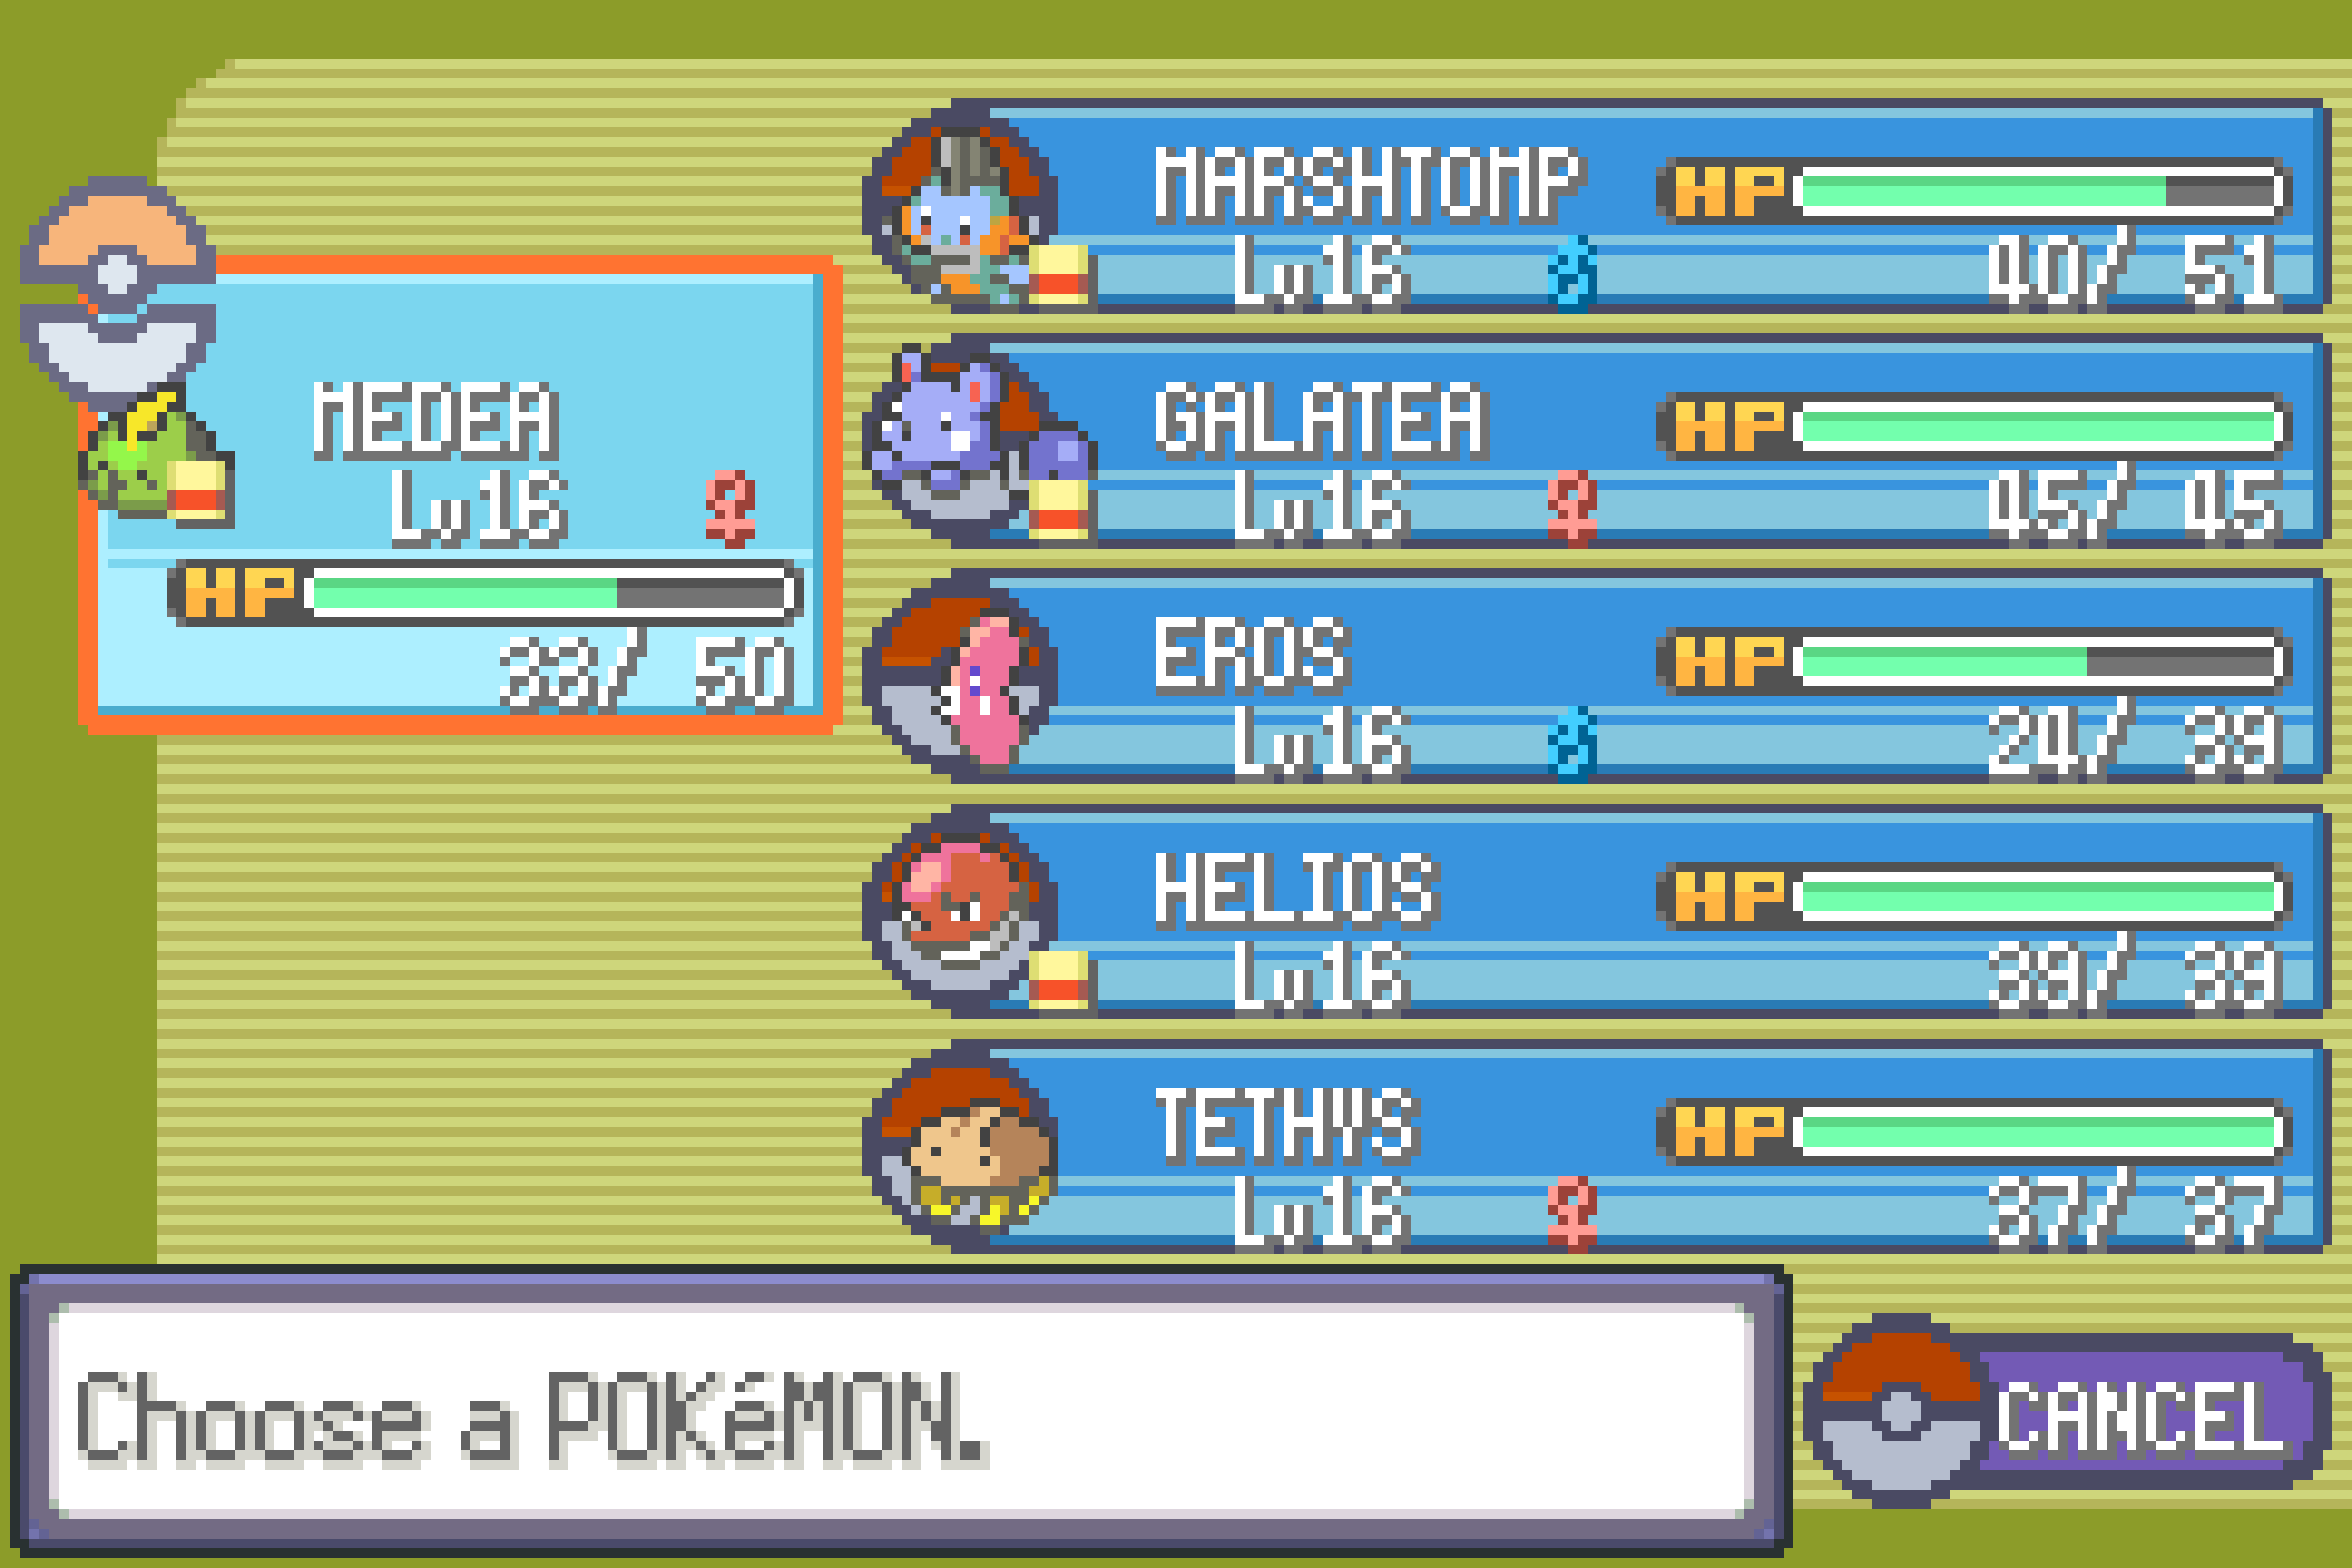 MEDEA
Lv16 ♀
HP
33/ 50
MARSHTOMP
HP
Lv16 ♂
40/ 51
GALATEA
HP
Lv16 ♀
45/ 45
EROS
HP
Lv16 ♂
24/ 39
HELIOS
HP
Lv16
39/ 39
TETHYS
HP
Lv16 ♀
37/ 37
Choose a POKéMON.
CANCEL